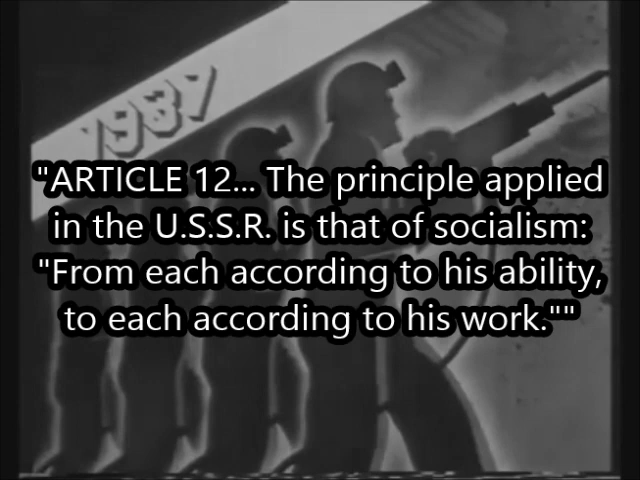 1937
"ARTICLE 12... The principle applied
in the U.S.S.R. is that of socialism:
"From each according to his ability,
to each according to his work.""